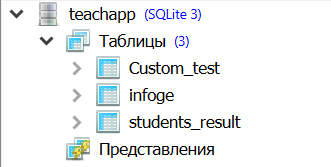 teachapp (SQLite 3)
Таблицы (3)
Custom_test
infoge
students_result
Представления